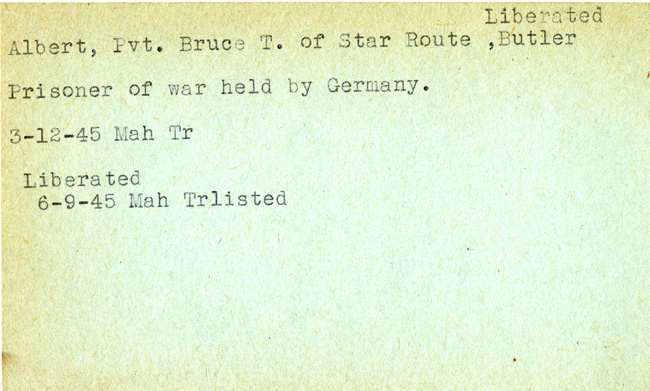 Liberated
Albert, Pvt. Bruce T. of Star Route ,Butler
Prisoner of war held by Germany.
3-12-45 Mah Tr
Liberated
6-9-45 Mah Trlisted